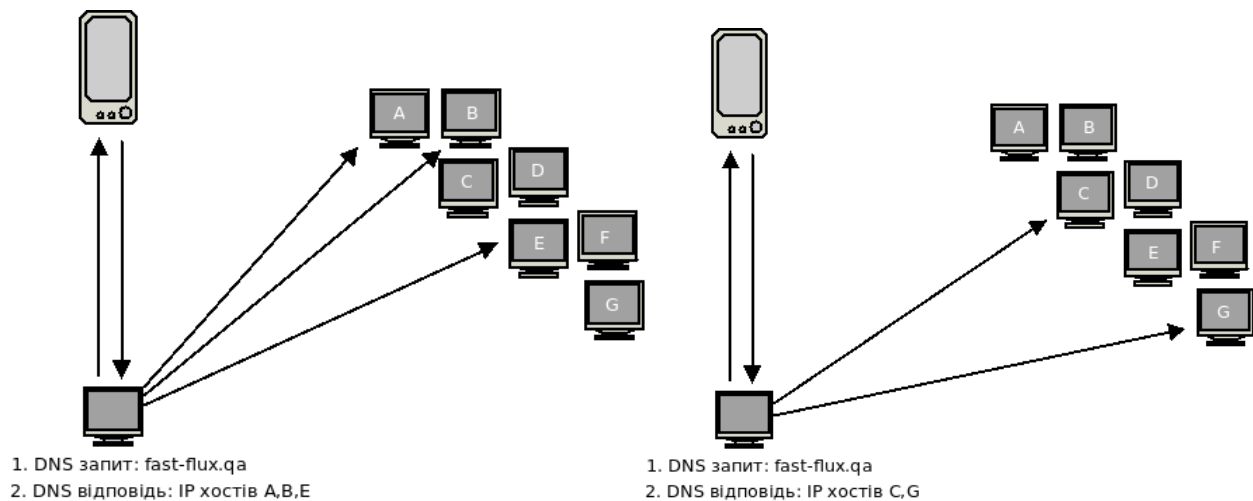 A
B
C
D
E
F
G
1. DNS запит: fast-flux.qa
2. DNS відповідь: IP хостів A,B,E
A
B
C
D
E
F
G
1. DNS запит: fast-flux.qa
2. DNS відповідь: IP хостів C,G